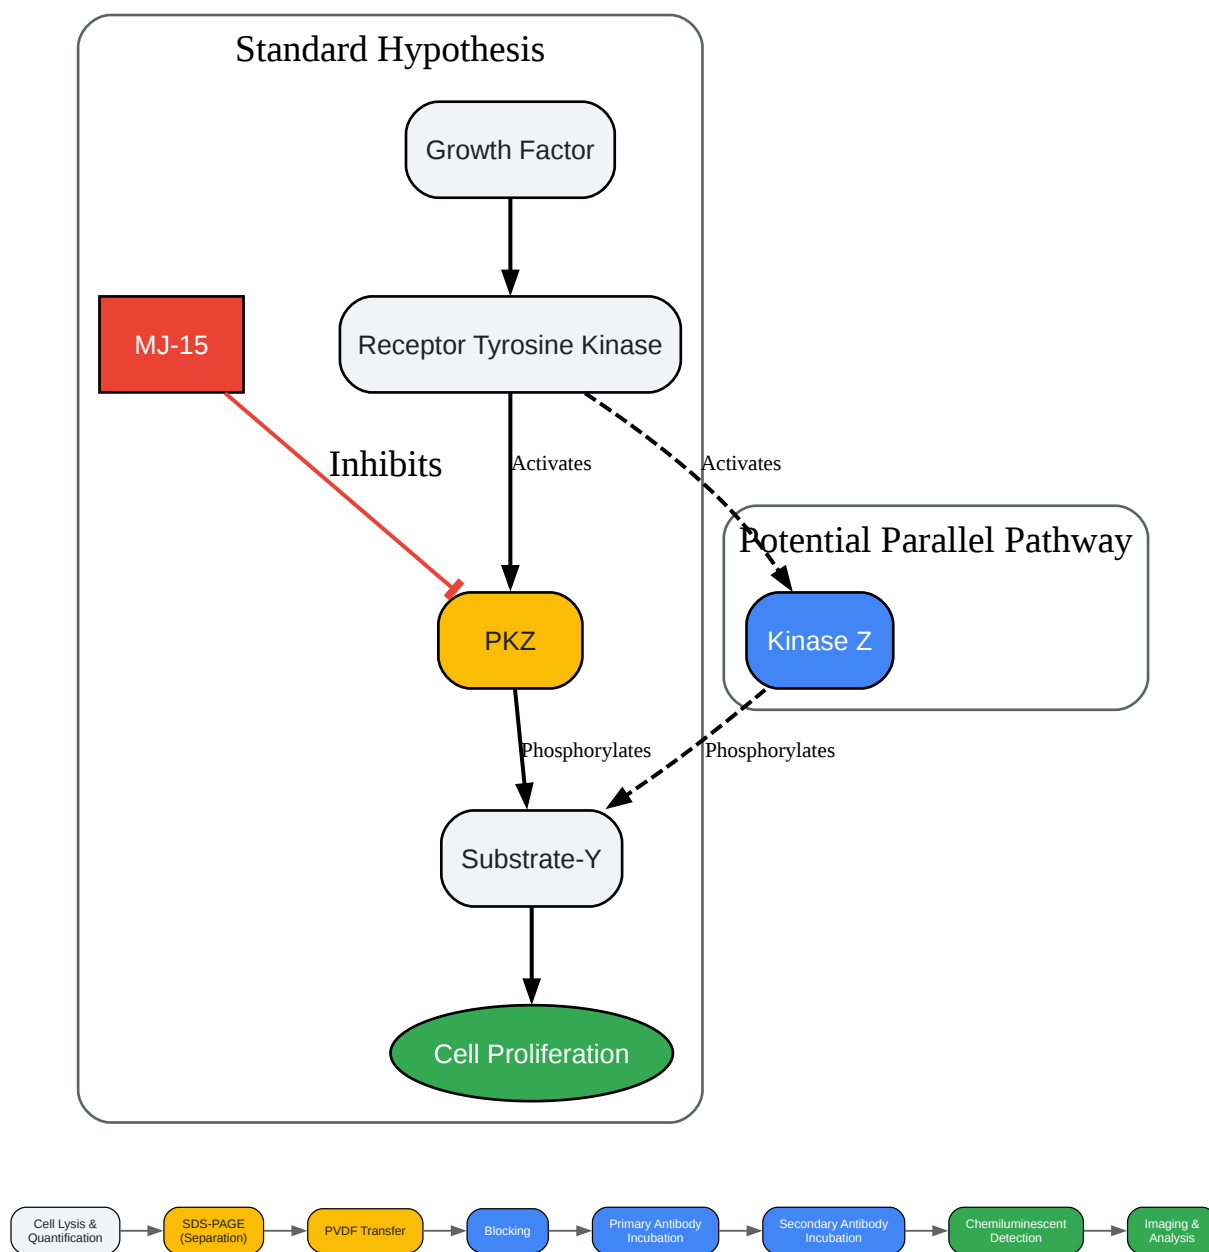 Standard Hypothesis
Growth Factor
MJ-15
Receptor Tyrosine Kinase
Inhibits
Activates
Activates
Potential Parallel Pathway
PKZ
Kinase Z
Phosphorylates
Phosphorylates
Substrate-Y
Cell Proliferation
Cell Lysis &
Quantification
SDS-PAGE
(Separation)
PVDF Transfer
Blocking
Primary Antibody
Incubation
Secondary Antibody
Incubation
Chemiluminescent
Detection
Imaging &
Analysis